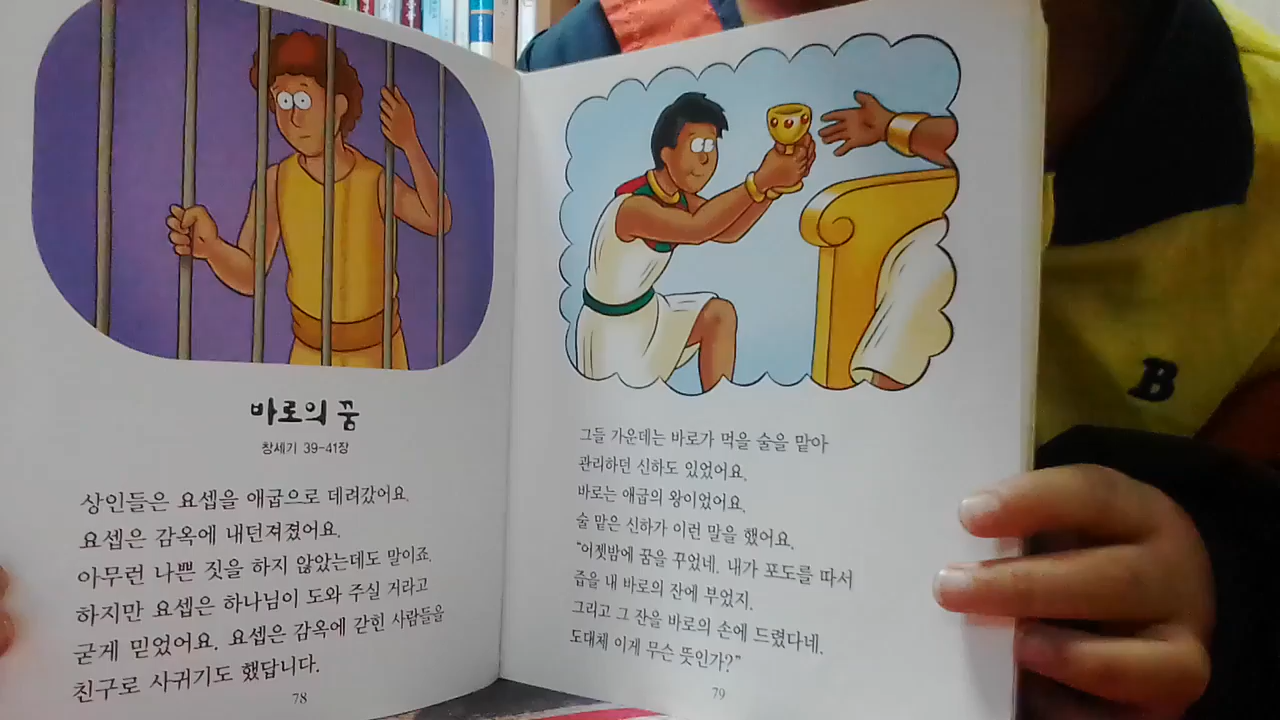 바로의 꿈
창세기 39-41장
상인들은 요셉을 애굽으로 데려갔어요.
요셉은 감옥에 내던져졌어요.
아무런 나쁜 짓을 하지 않았는데도 말이죠.
하지만 요셉은 하나님이 도와 주실 거라고
굳게 믿었어요. 요셉은 감옥에 갇힌 사람들을
친구로 사귀기도 했답니다.
78
그들 가운데는 바로가 먹을 술을 맡아
관리하던 신하도 있었어요.
바로는 애굽의 왕이었어요.
술 맡은 신하가 이런 말을 했어요.
"어젯밤에 꿈을 꾸었네. 내가 포도를 따서
즙을 내 바로의 잔에 부었지.
그리고 그 잔을 바로의 손에 드렸다네.
도대체 이게 무슨 뜻인가?"
79
B